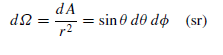 dΩ = dA / r² = sin θ dθ dϕ (sr)